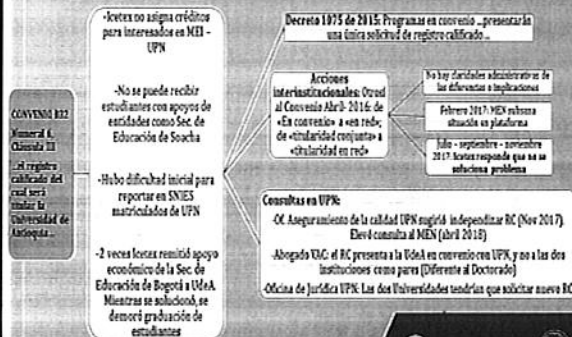 CONVENIO 832
Numeral 6,
Cláusula III
"..el registro
calificado del
cual será
titular la
Universidad de
Antioquia...
-Icetex no asigna créditos
para interesados en MEI –
UPN
-No se puede recibir
estudiantes con apoyos de
entidades como Sec. de
Educación de Soacha
-Hubo dificultad inicial para
reportar en SNIES
matriculados de UPN
-2 veces Icetex remitió apoyo
económico de la Sec. de
Educación de Bogotá a UdeA.
Mientras se solucionó, se
demoró graduación de
estudiantes
Decreto 1075 de 2015: Programas en convenio ...presentarán
una única solicitud de registro calificado...
Acciones
interinstitucionales: Otrosí
al Convenio Abril- 2016: de
«En convenio» a «en red»;
de «titularidad conjunta» a
«titularidad en red»
No hay claridades administrativas de
las diferencias e implicaciones
Febrero 2017: MEN subsana
situación en plataforma
Julio - septiembre - noviembre
2017: Icetex responde que no se
soluciona problema
Consultas en UPN:
-Of. Aseguramiento de la calidad UPN sugirió independizar RC (Nov 2017).
Elevó consulta al MEN (abril 2018)
-Abogado VAC: el RC presenta a la UdeA en convenio con UPN, y no a las dos
instituciones como pares (Diferente al Doctorado)
-Oficina de Jurídica UPN: Las dos Universidades tendrían que solicitar nuevo RC